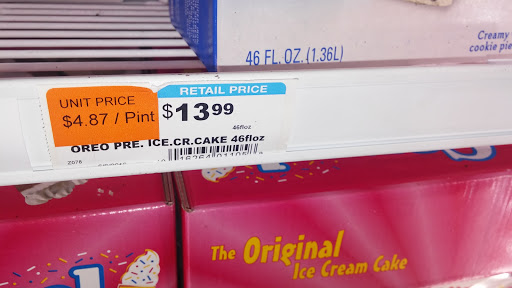 Creamy
cookie pie
46 FL. OZ. (1.36L)
RETAIL PRICE
UNIT PRICE
$4.87 / Pint
$13.99
46floz
OREO PRE. ICE.CR.CAKE 46floz
The Original
Ice Cream Cake